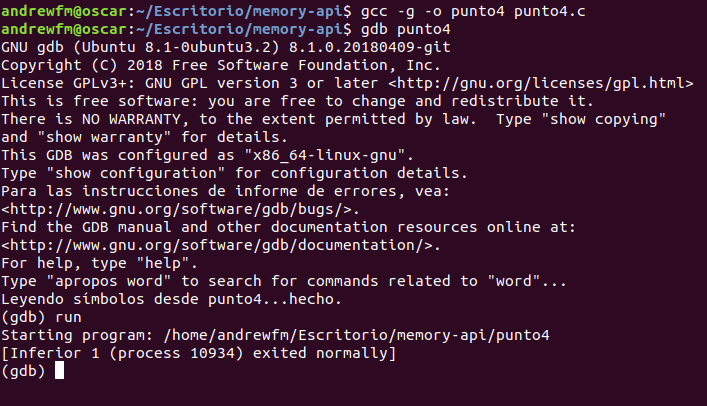 andrewfm@oscar:~/Escritorio/memory-api$ gcc -g -o punto4 punto4.c
andrewfm@oscar:~/Escritorio/memory-api$ gdb punto4
GNU gdb (Ubuntu 8.1-0ubuntu3.2) 8.1.0.20180409-git
Copyright (C) 2018 Free Software Foundation, Inc.
License GPLv3+: GNU GPL version 3 or later <http://gnu.org/licenses/gpl.html>
This is free software: you are free to change and redistribute it.
There is NO WARRANTY, to the extent permitted by law.  Type "show copying"
and "show warranty" for details.
This GDB was configured as "x86_64-linux-gnu".
Type "show configuration" for configuration details.
Para las instrucciones de informe de errores, vea:
<http://www.gnu.org/software/gdb/bugs/>.
Find the GDB manual and other documentation resources online at:
<http://www.gnu.org/software/gdb/documentation/>.
For help, type "help".
Type "apropos word" to search for commands related to "word"...
Leyendo símbolos desde punto4...hecho.
(gdb) run
Starting program: /home/andrewfm/Escritorio/memory-api/punto4
[Inferior 1 (process 10934) exited normally]
(gdb)